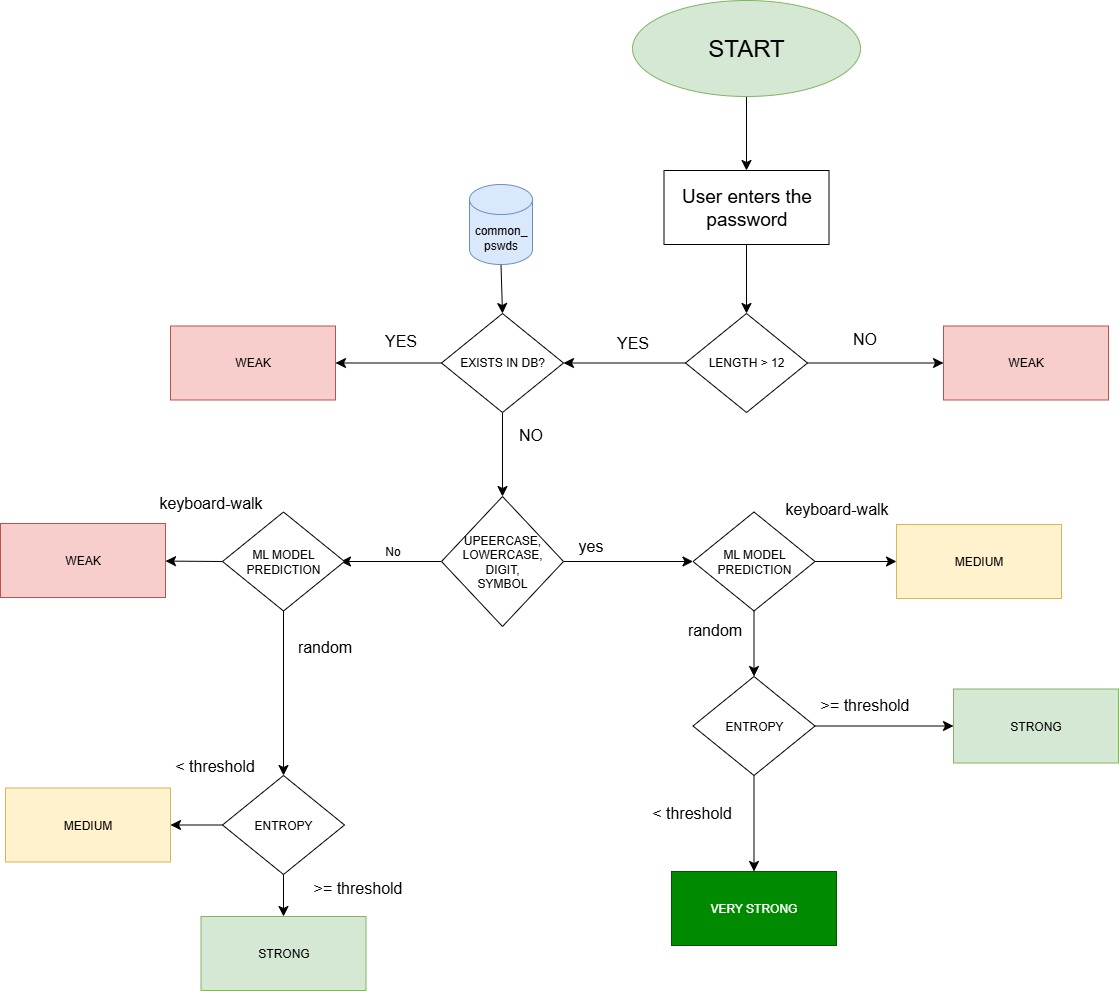 START
User enters the
password
common_
pswds
YES
YES
NO
WEAK
EXISTS IN DB?
LENGTH > 12
WEAK
NO
keyboard-walk
keyboard-walk
WEAK
ML MODEL
PREDICTION
No
UPEERCASE,
LOWERCASE,
DIGIT,
SYMBOL
yes
ML MODEL
PREDICTION
MEDIUM
random
random
>= threshold
ENTROPY
STRONG
< threshold
< threshold
MEDIUM
ENTROPY
>= threshold
VERY STRONG
STRONG